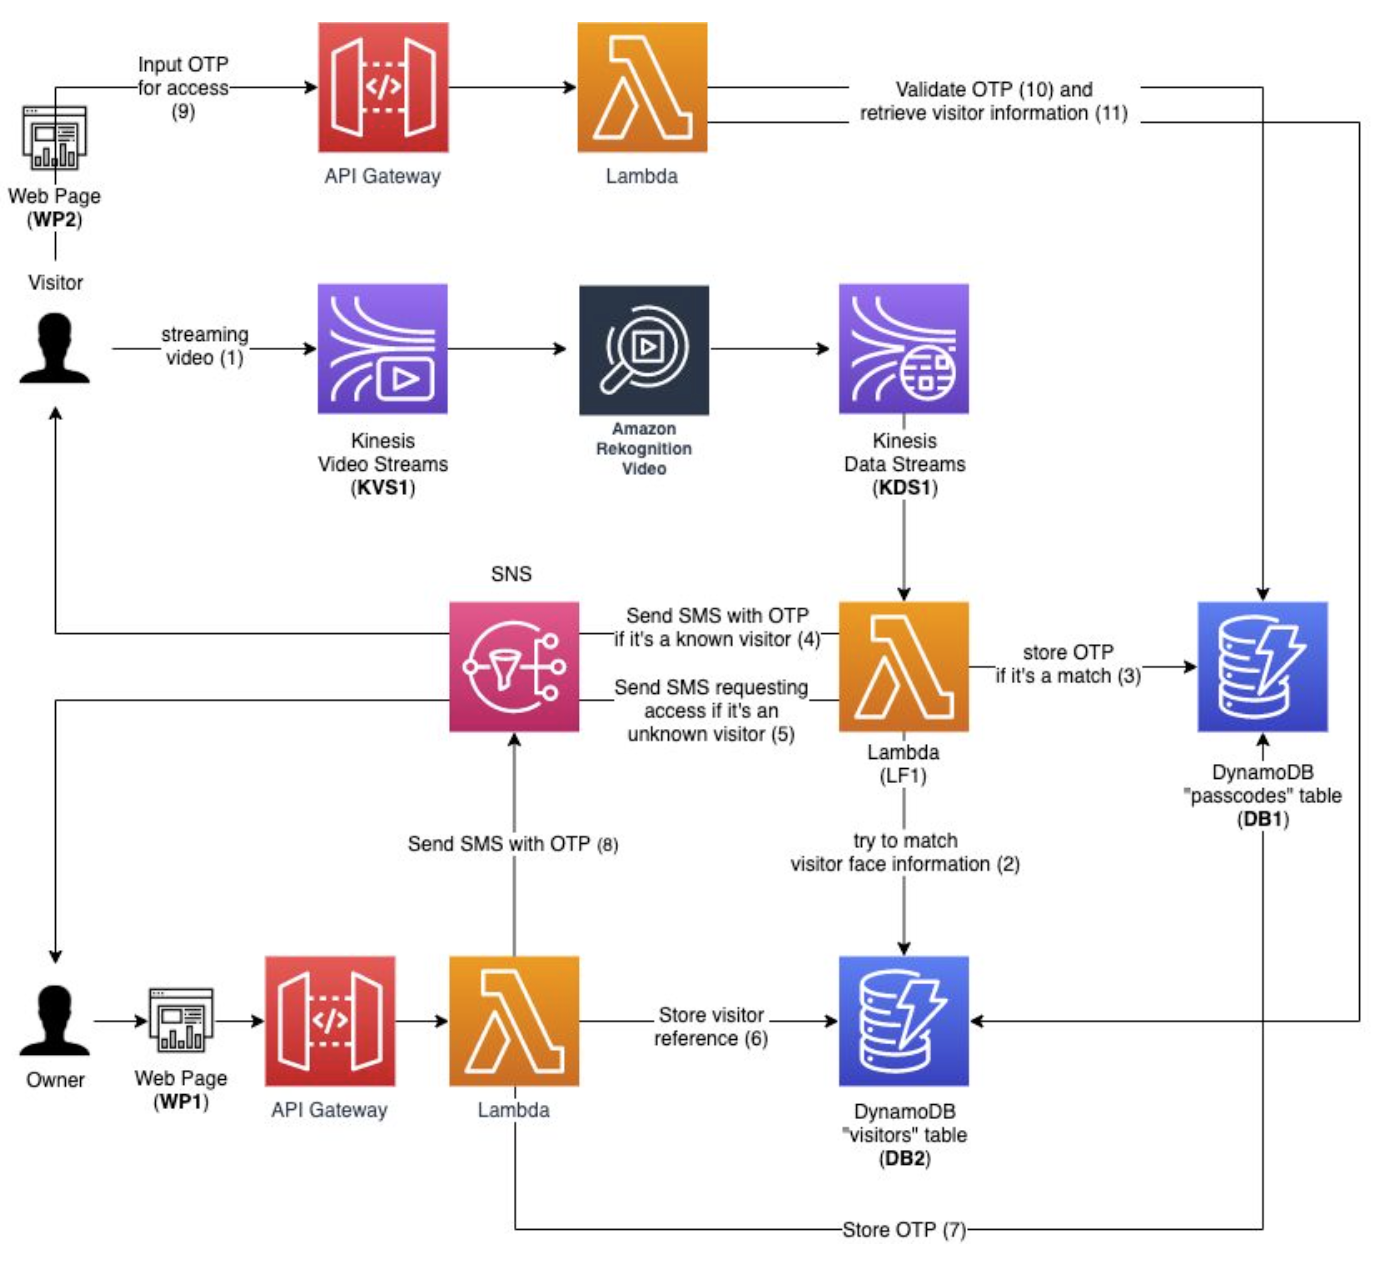 Input OTP
for access
(9)
Validate OTP (10) and
retrieve visitor information (11)
API Gateway
Lambda
Web Page
(WP2)
Visitor
streaming
video (1)
Kinesis
Video Streams
(KVS1)
Amazon
Rekognition
Video
Kinesis
Data Streams
(KDS1)
SNS
Send SMS with OTP
if it's a known visitor (4)
Send SMS requesting
access if it's an
unknown visitor (5)
store OTP
if it's a match (3)
Lambda
(LF1)
DynamoDB
"passcodes" table
(DB1)
Send SMS with OTP (8)
try to match
visitor face information (2)
Owner
Web Page
(WP1)
API Gateway
Lambda
Store visitor
reference (6)
DynamoDB
"visitors" table
(DB2)
Store OTP (7)